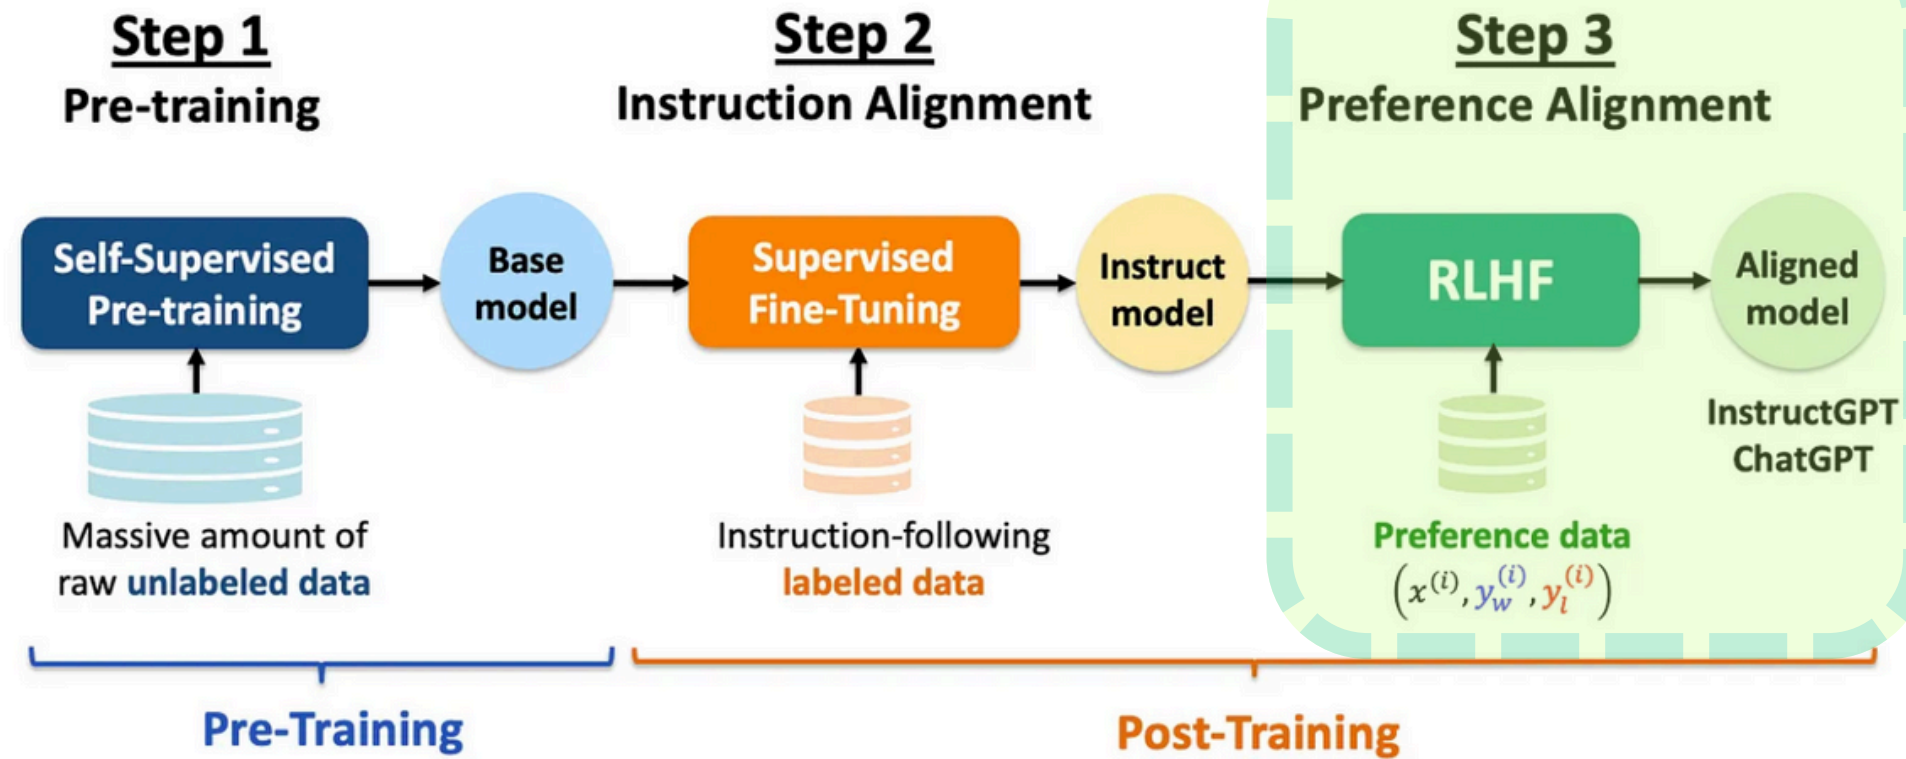 Step 1
Pre-training
Step 2
Instruction Alignment
Step 3
Preference Alignment
Self-Supervised
Pre-training
Base
model
Supervised
Fine-Tuning
Instruct
model
RLHF
Aligned
model
Massive amount of
raw unlabeled data
Instruction-following
labeled data
Preference data
(x^(i), y_w^(i), y_l^(i))
InstructGPT
ChatGPT
Pre-Training
Post-Training